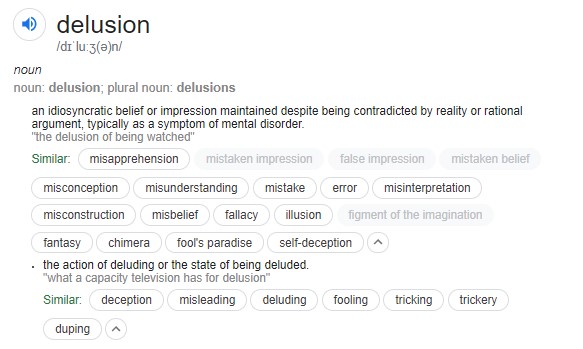 delusion
/dɪˈluːʒ(ə)n/
noun
noun: delusion; plural noun: delusions
an idiosyncratic belief or impression maintained despite being contradicted by reality or rational
argument, typically as a symptom of mental disorder.
"the delusion of being watched"
Similar: misapprehension mistaken impression false impression mistaken belief
misconception misunderstanding mistake error misinterpretation
misconstruction misbelief fallacy illusion figment of the imagination
fantasy chimera fool's paradise self-deception
• the action of deluding or the state of being deluded.
"what a capacity television has for delusion"
Similar: deception misleading deluding fooling tricking trickery
duping